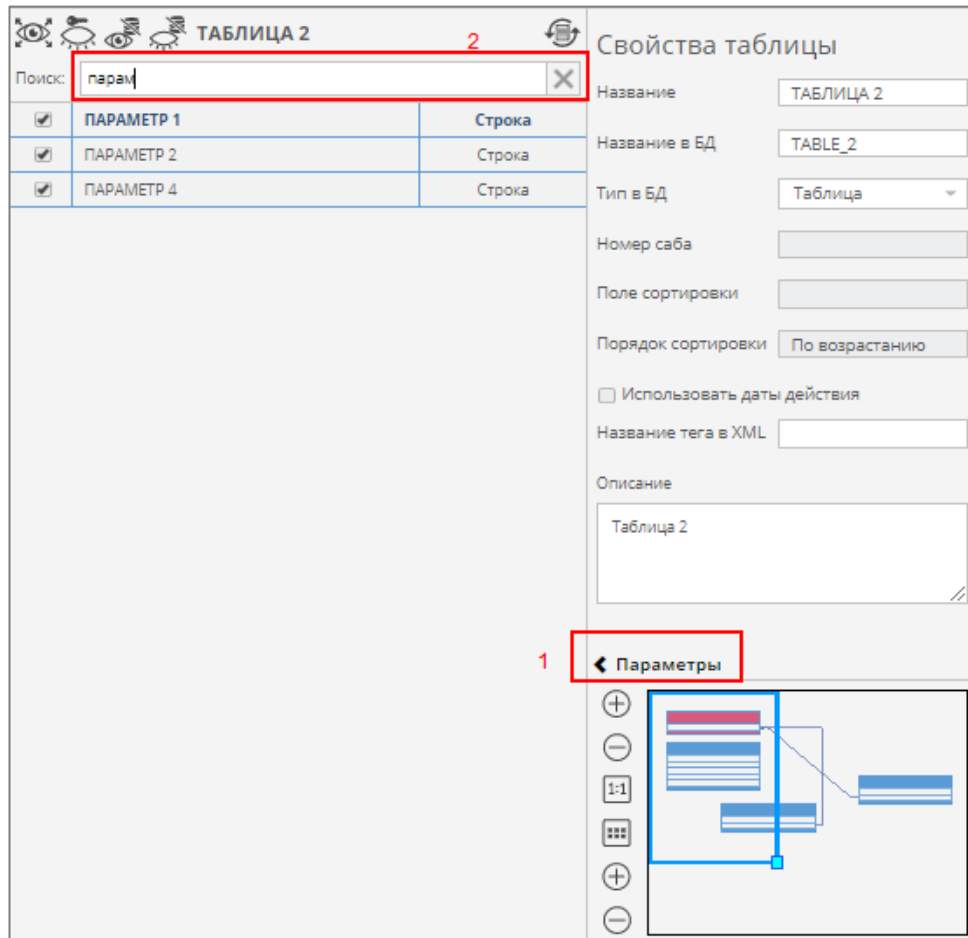 ТАБЛИЦА 2
2
Поиск:
парам
ПАРАМЕТР 1 Строка
ПАРАМЕТР 2 Строка
ПАРАМЕТР 4 Строка
1
Свойства таблицы
Название ТАБЛИЦА 2
Название в БД TABLE_2
Тип в БД Таблица
Номер саба
Поле сортировки
Порядок сортировки По возрастанию
Использовать даты действия
Название тега в XML
Описание
Таблица 2
Параметры
1:1